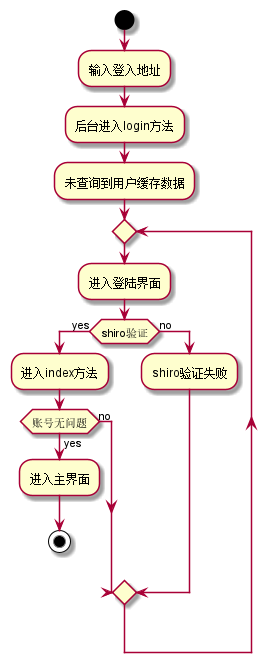 输入登入地址
后台进入login方法
未查询到用户缓存数据
进入登陆界面
shiro验证
yes
no
进入index方法
shiro验证失败
账号无问题
no
yes
进入主界面